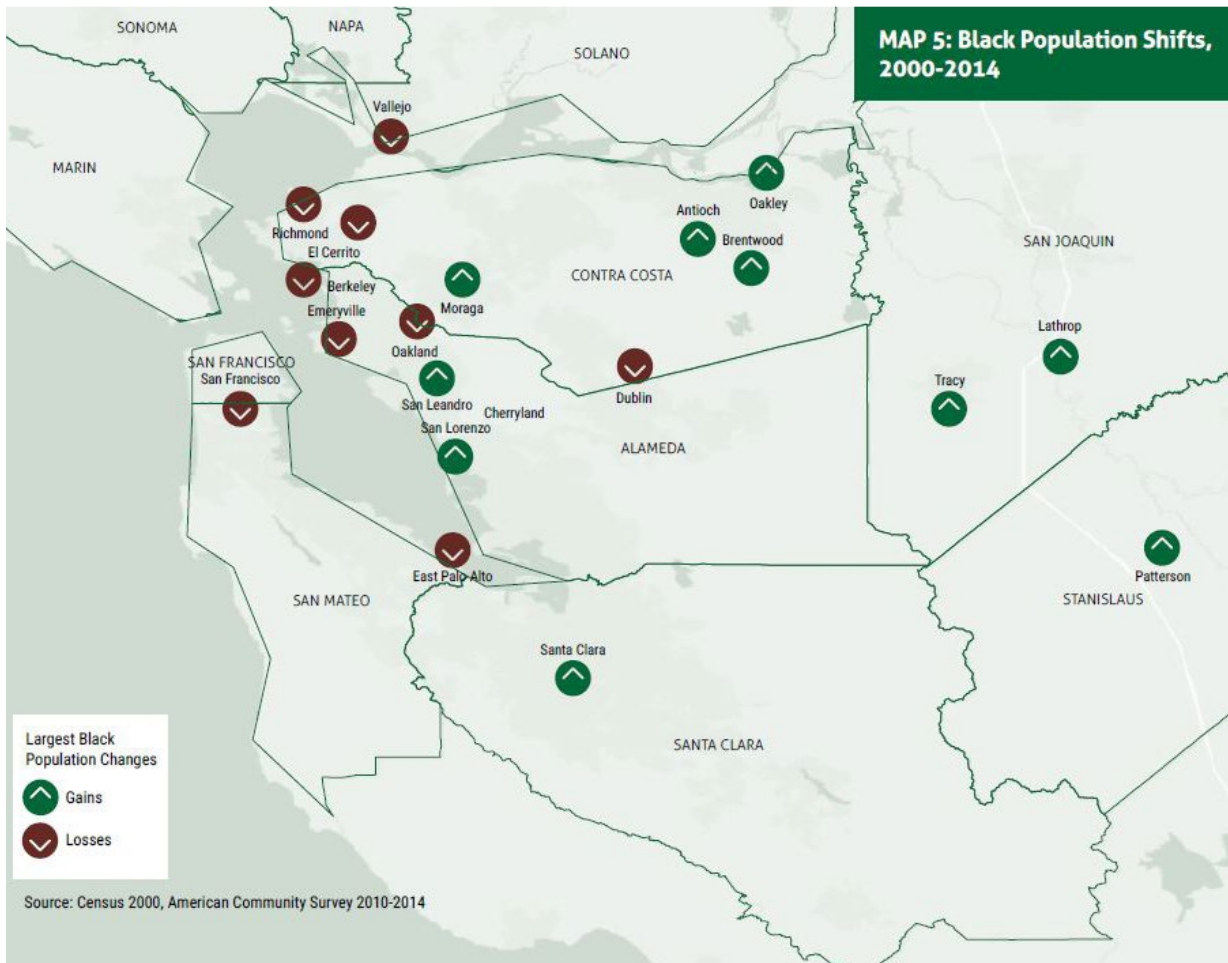 MAP 5: Black Population Shifts,
2000-2014
SONOMA
NAPA
SOLANO
Vallejo
MARIN
Oakley
Antioch
Richmond
Brentwood
SAN JOAQUIN
El Cerrito
CONTRA COSTA
Berkeley
Moraga
Emeryville
Lathrop
Oakland
SAN FRANCISCO
San Francisco
Tracy
Dublin
San Leandro
Cherryland
San Lorenzo
ALAMEDA
East Palo Alto
Patterson
SAN MATEO
STANISLAUS
Santa Clara
SANTA CLARA
Largest Black
Population Changes
Gains
Losses
Source: Census 2000, American Community Survey 2010-2014